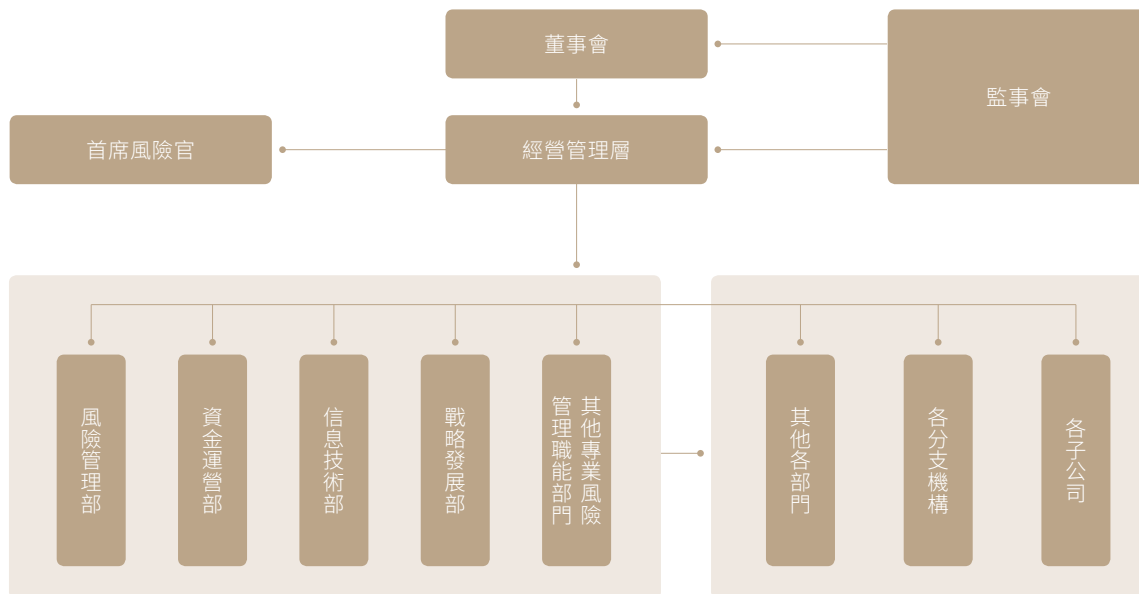 董事會
監事會
首席風險官
經營管理層
風險管理部
資金運營部
信息技術部
戰略發展部
其他專業風險
管理職能部門
其他各部門
各分支機構
各子公司